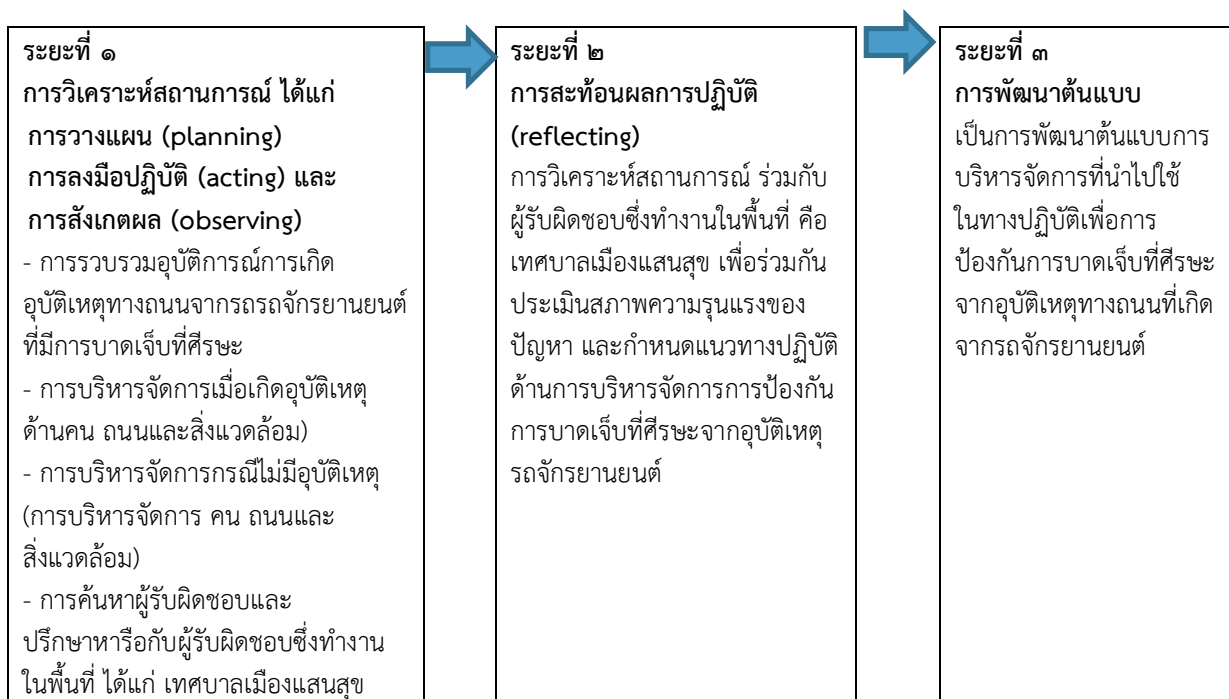 ระยะที่ ๑
การวิเคราะห์สถานการณ์ ได้แก่
การวางแผน (planning)
การลงมือปฏิบัติ (acting) และ
การสังเกตผล (observing)
- การรวบรวมอุบัติการณ์การเกิด
อุบัติเหตุทางถนนจากรถรถจักรยานยนต์
ที่มีการบาดเจ็บที่ศีรษะ
- การบริหารจัดการเมื่อเกิดอุบัติเหตุ
ด้านคน ถนนและสิ่งแวดล้อม)
- การบริหารจัดการกรณีไม่มีอุบัติเหตุ
(การบริหารจัดการ คน ถนนและ
สิ่งแวดล้อม)
- การค้นหาผู้รับผิดชอบและ
ปรึกษาหารือกับผู้รับผิดชอบซึ่งทำงาน
ในพื้นที่ ได้แก่ เทศบาลเมืองแสนสุข
ระยะที่ ๒
การสะท้อนผลการปฏิบัติ
(reflecting)
การวิเคราะห์สถานการณ์ ร่วมกับ
ผู้รับผิดชอบซึ่งทำงานในพื้นที่ คือ
เทศบาลเมืองแสนสุข เพื่อร่วมกัน
ประเมินสภาพความรุนแรงของ
ปัญหา และกำหนดแนวทางปฏิบัติ
ด้านการบริหารจัดการการป้องกัน
การบาดเจ็บที่ศีรษะจากอุบัติเหตุ
รถจักรยานยนต์
ระยะที่ ๓
การพัฒนาต้นแบบ
เป็นการพัฒนาต้นแบบการ
บริหารจัดการที่นำไปใช้
ในทางปฏิบัติเพื่อการ
ป้องกันการบาดเจ็บที่ศีรษะ
จากอุบัติเหตุทางถนนที่เกิด
จากรถจักรยานยนต์